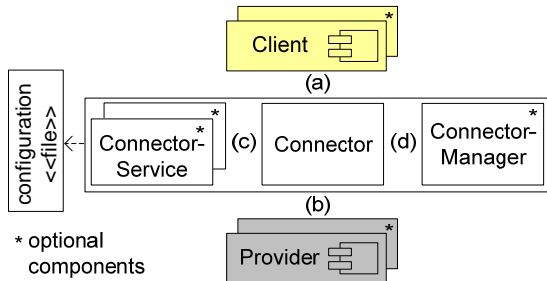 *
Client
(a)
configuration
<<file>>
*
*
Connector-
Service
(c)
Connector
(d)
*
Connector-
Manager
(b)
* optional
components
*
Provider